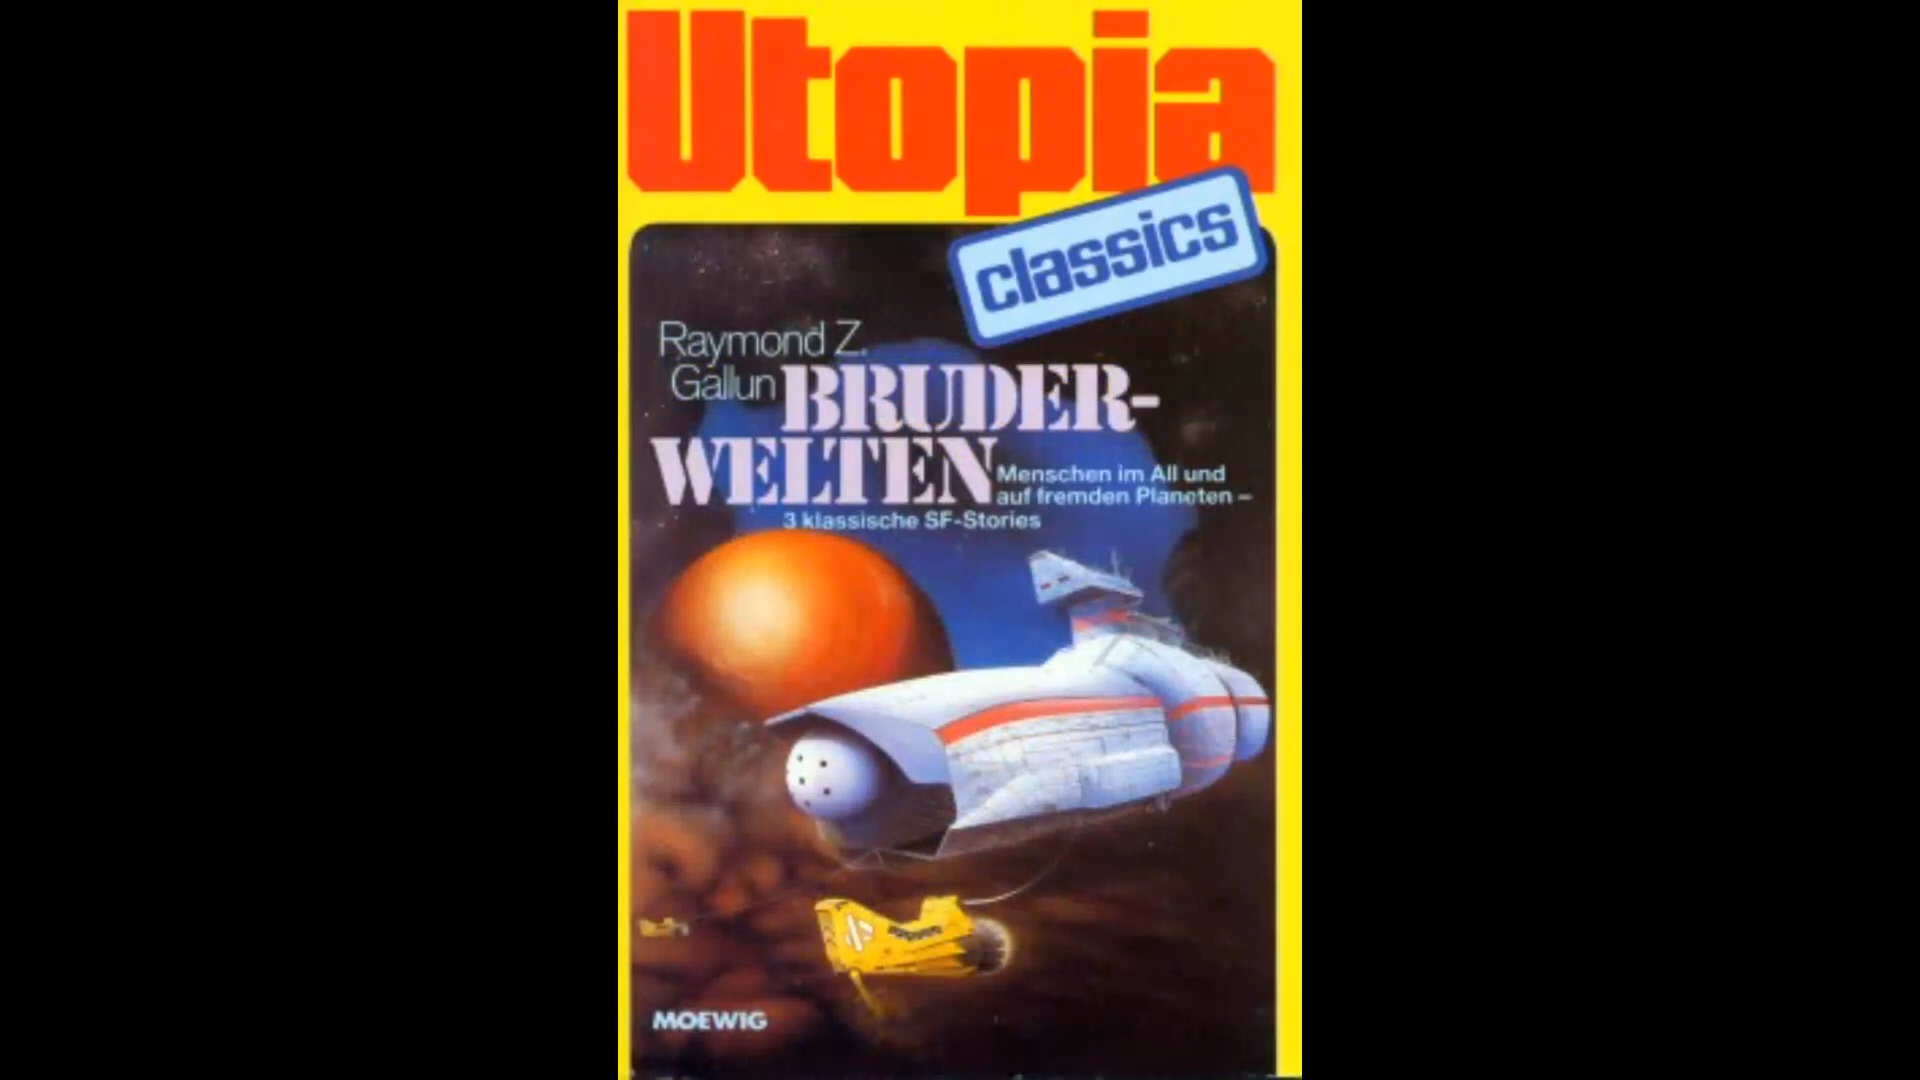 Utopia
classics
Raymond Z.
Gallun BRUDER-
WELTEN Menschen im All und
auf fremden Planeten –
3 klassische SF-Stories
MOEWIG